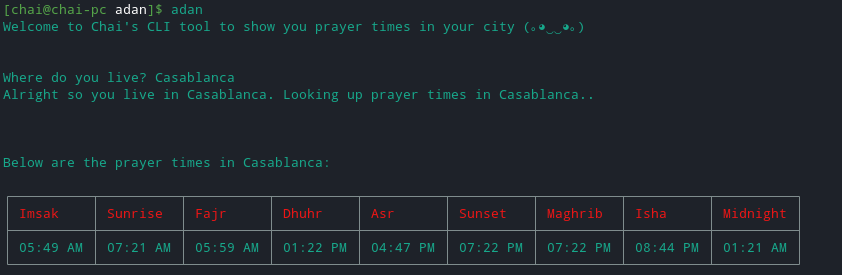 [chai@chai-pc adan]$ adan
Welcome to Chai's CLI tool to show you prayer times in your city (｡◕‿‿◕｡)
Where do you live? Casablanca
Alright so you live in Casablanca. Looking up prayer times in Casablanca..
Below are the prayer times in Casablanca:
Imsak Sunrise Fajr Dhuhr Asr Sunset Maghrib Isha Midnight
05:49 AM 07:21 AM 05:59 AM 01:22 PM 04:47 PM 07:22 PM 07:22 PM 08:44 PM 01:21 AM